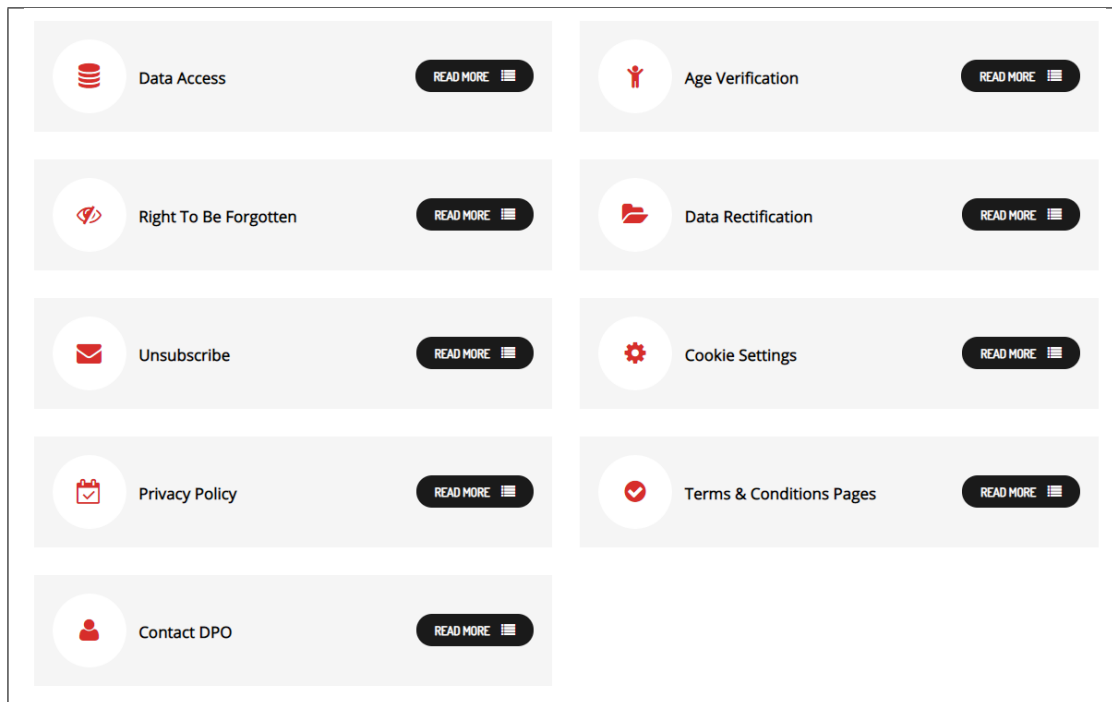 Data Access
READ MORE
Age Verification
READ MORE
Right To Be Forgotten
READ MORE
Data Rectification
READ MORE
Unsubscribe
READ MORE
Cookie Settings
READ MORE
Privacy Policy
READ MORE
Terms & Conditions Pages
READ MORE
Contact DPO
READ MORE